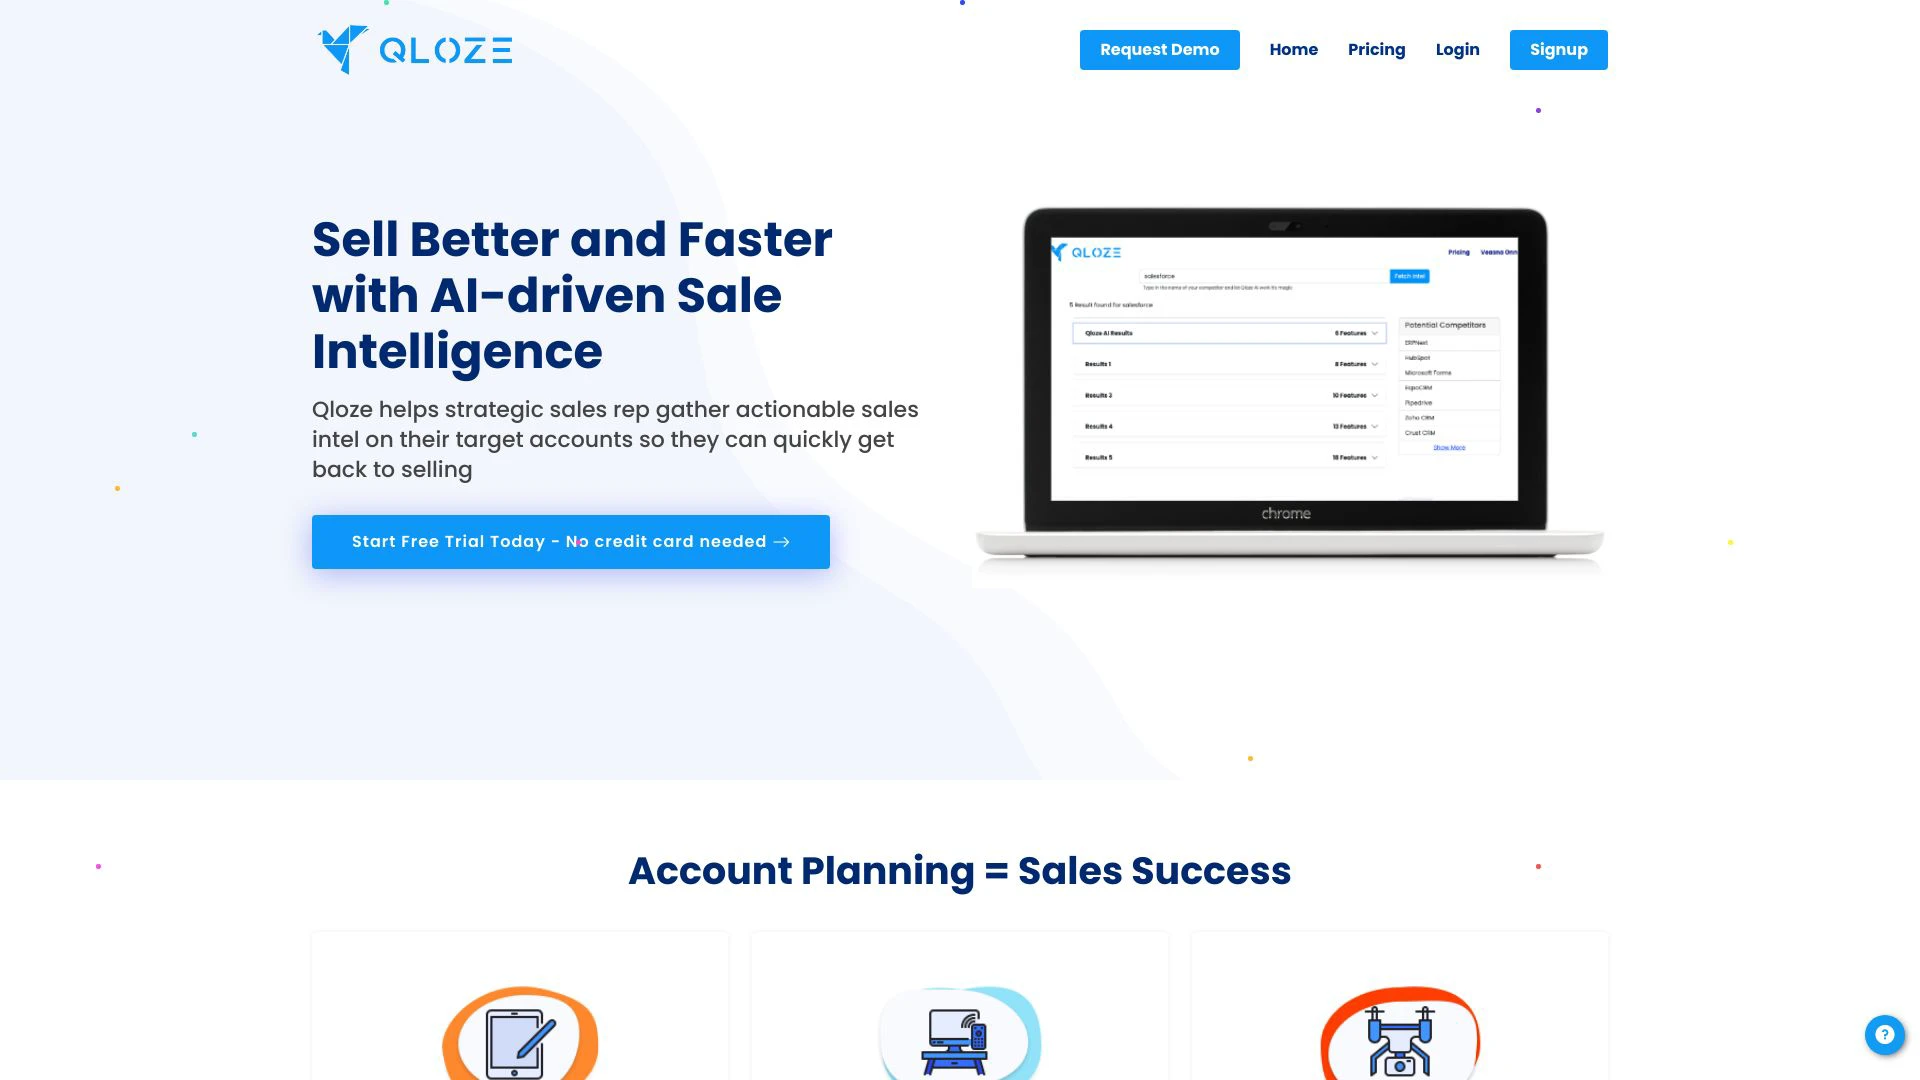 QLOZE
Request Demo
Home
Pricing
Login
Signup
Sell Better and Faster
with AI-driven Sale
Intelligence
Qloze helps strategic sales rep gather actionable sales
intel on their target accounts so they can quickly get
back to selling
Start Free Trial Today - No credit card needed
QLOZE
Pricing
Veasna Onn
salesforce
Fetch Intel
Type in the name of your competitor and let Qloze AI work its magic
5 Result found for salesforce
Qloze AI Results
6 Features
Results 1
8 Features
Results 3
10 Features
Results 4
13 Features
Results 5
18 Features
Potential Competitors
ERPNext
HubSpot
Microsoft Forms
EspoCRM
Pipedrive
Zoho CRM
Crust CRM
Show More
chrome
Account Planning = Sales Success
?